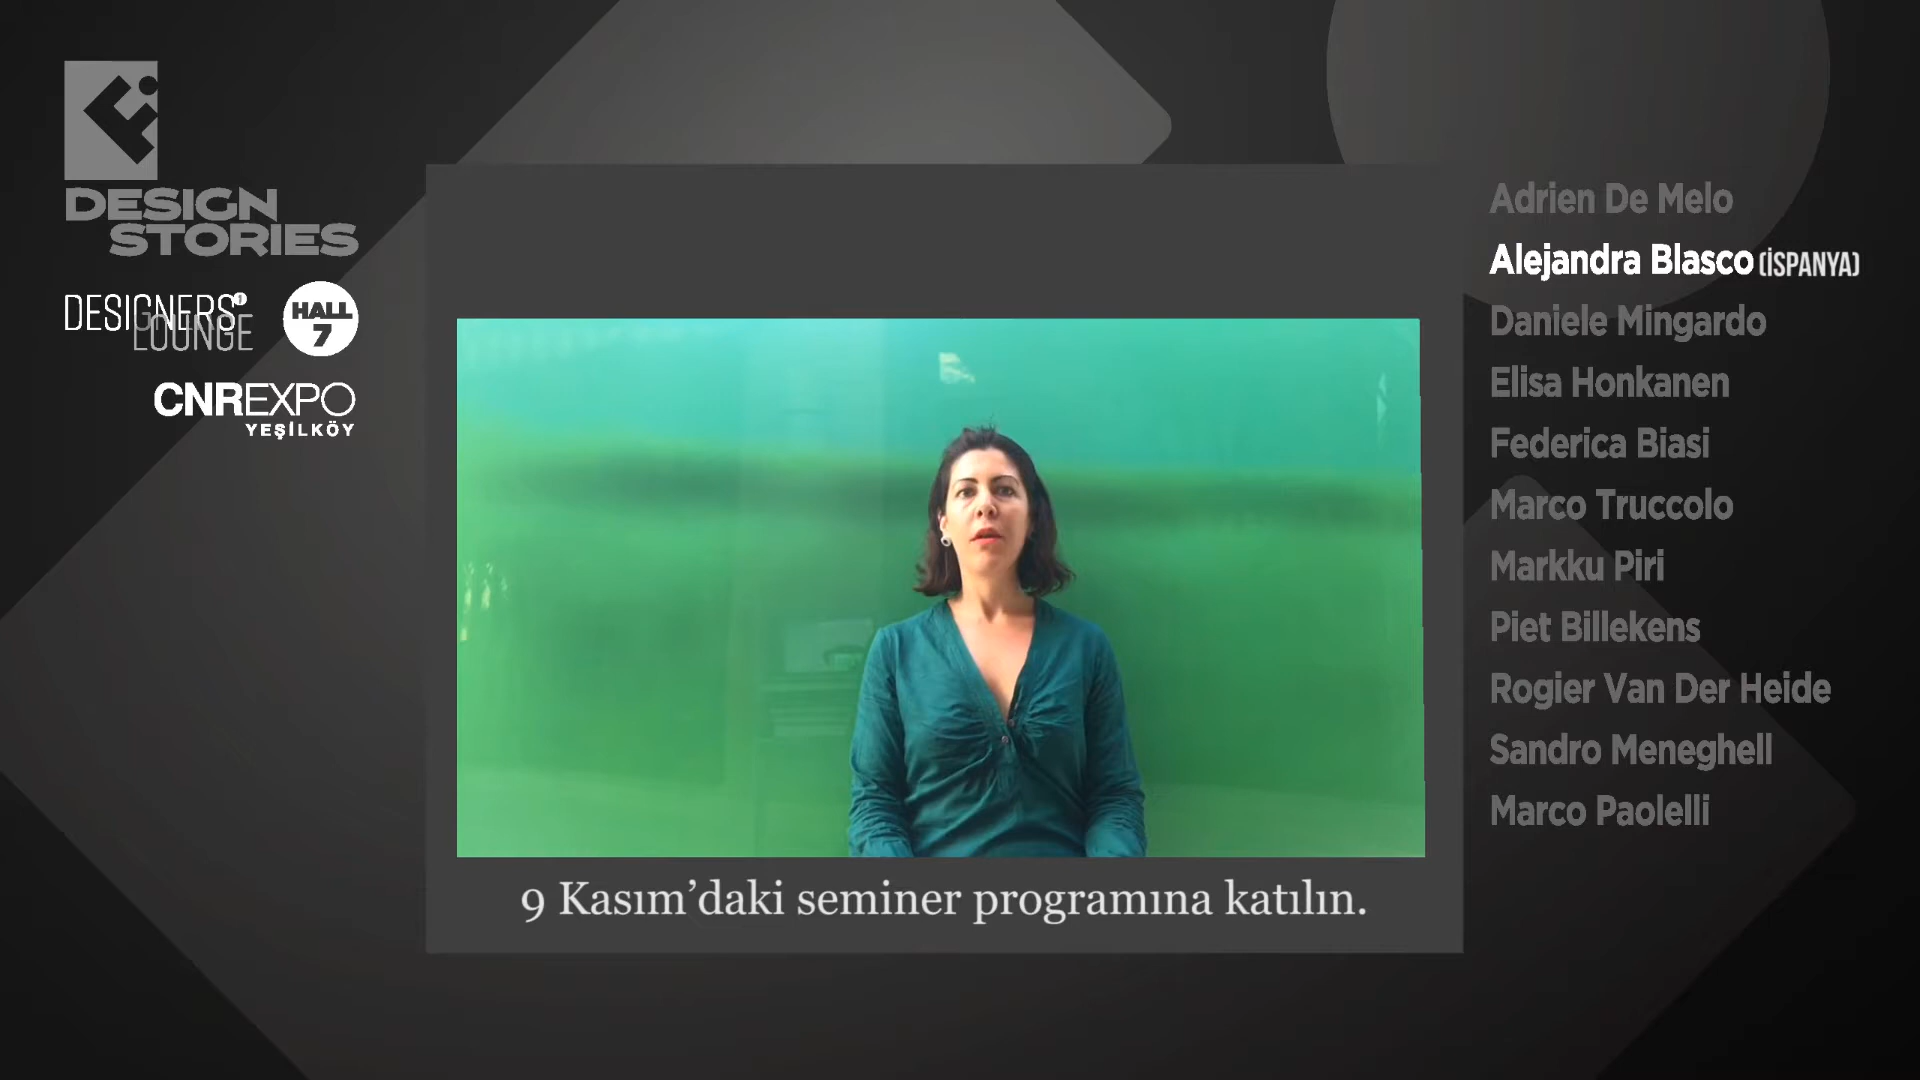 DESIGN
STORIES
DESIGNERS
LOUNGE
HALL
7
CNREXPO
YEŞİLKÖY
Adrien De Melo
Alejandra Blasco (İSPANYA)
Daniele Mingardo
Elisa Honkanen
Federica Biasi
Marco Truccolo
Markku Piri
Piet Billekens
Rogier Van Der Heide
Sandro Meneghell
Marco Paolelli
9 Kasım’daki seminer programına katılın.